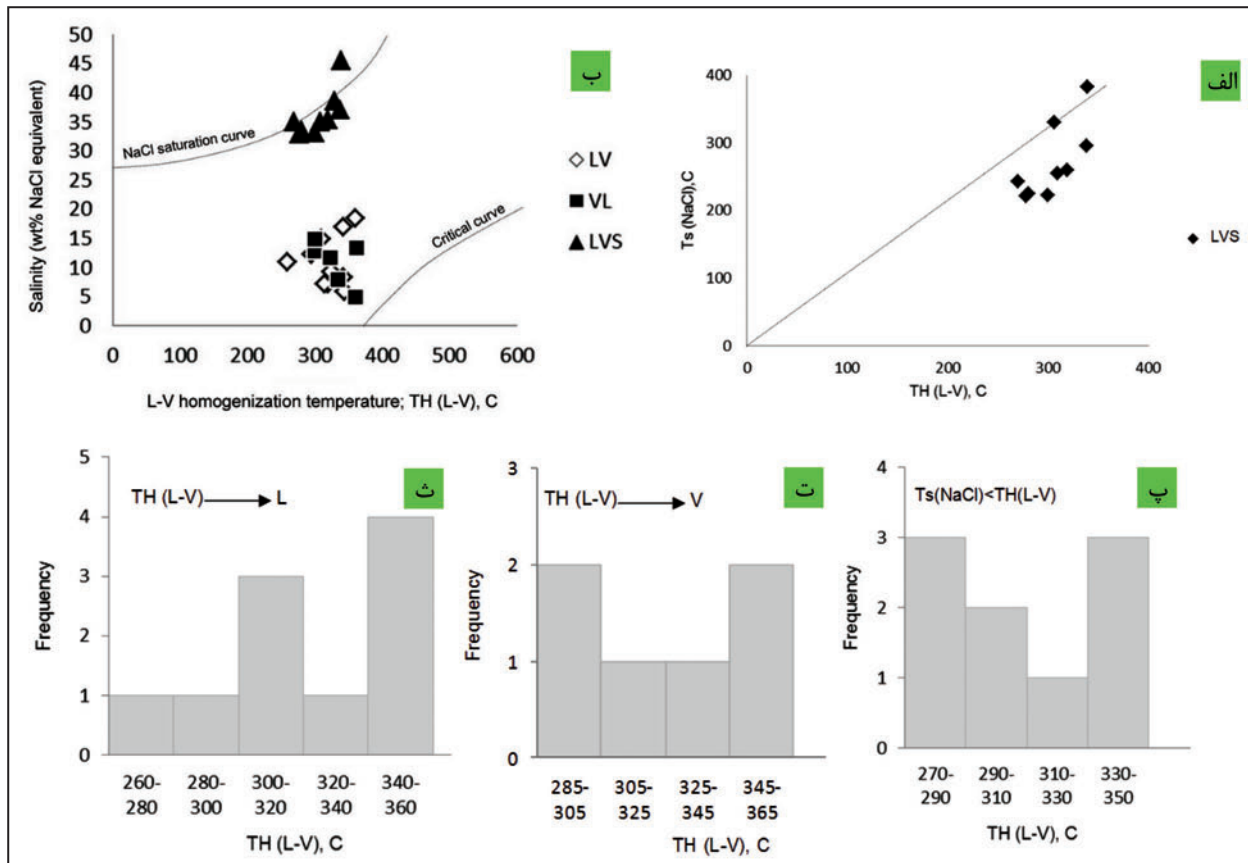 الف
400
300
200
100
0
Ts (NaCl),C
0 100 200 300 400
TH (L-V), C
LVS
ب
50
45
40
35
30
25
20
15
10
5
0
Salinity (wt% NaCl equivalent)
NaCl saturation curve
Critical curve
LV
VL
LVS
0 100 200 300 400 500 600
L-V homogenization temperature; TH (L-V), C
پ
Ts(NaCl)<TH(L-V)
4
3
2
1
0
Frequency
270- 290- 310- 330-
290 310 330 350
TH (L-V), C
ت
TH (L-V) V
3
2
1
0
Frequency
285- 305- 325- 345-
305 325 345 365
TH (L-V), C
ث
TH (L-V) L
5
4
3
2
1
0
Frequency
260- 280- 300- 320- 340-
280 300 320 340 360
TH (L-V), C